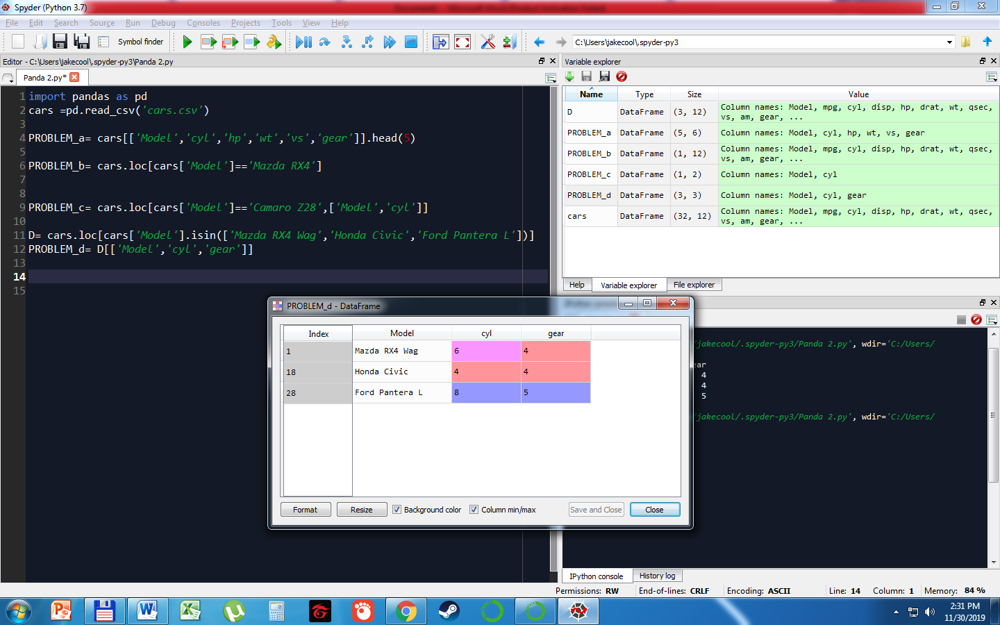 Spyder (Python 3.7)
File Edit Search Source Run Debug Consoles Projects Tools View Help
Symbol finder
C:\Users\jakecool\.spyder-py3
Editor - C:\Users\jakecool\.spyder-py3\Panda 2.py
Panda 2.py*
1 import pandas as pd
2 cars =pd.read_csv('cars.csv')
3
4 PROBLEM_a= cars[['Model','cyl','hp','wt','vs','gear']].head(5)
5
6 PROBLEM_b= cars.loc[cars['Model']=='Mazda RX4']
7
8
9 PROBLEM_c= cars.loc[cars['Model']=='Camaro Z28',['Model','cyl']]
10
11 D= cars.loc[cars['Model'].isin(['Mazda RX4 Wag','Honda Civic','Ford Pantera L'])]
12 PROBLEM_d= D[['Model','cyl','gear']]
13
14
15
Variable explorer
Name Type Size Value
D DataFrame (3, 12) Column names: Model, mpg, cyl, disp, hp, drat, wt, qsec,
vs, am, gear, ...
PROBLEM_a DataFrame (5, 6) Column names: Model, cyl, hp, wt, vs, gear
PROBLEM_b DataFrame (1, 12) Column names: Model, mpg, cyl, disp, hp, drat, wt, qsec,
vs, am, gear, ...
PROBLEM_c DataFrame (1, 2) Column names: Model, cyl
PROBLEM_d DataFrame (3, 3) Column names: Model, cyl, gear
cars DataFrame (32, 12) Column names: Model, mpg, cyl, disp, hp, drat, wt, qsec,
vs, am, gear, ...
Help Variable explorer File explorer
PROBLEM_d - DataFrame
Index Model cyl gear
1 Mazda RX4 Wag 6 4
18 Honda Civic 4 4
28 Ford Pantera L 8 5
Format Resize Background color Column min/max Save and Close Close
/jakecool/.spyder-py3/Panda 2.py', wdir='C:/Users/
ear
4
4
5
/jakecool/.spyder-py3/Panda 2.py', wdir='C:/Users/
IPython console History log
Permissions: RW End-of-lines: CRLF Encoding: ASCII Line: 14 Column: 1 Memory: 84 %
2:31 PM
11/30/2019